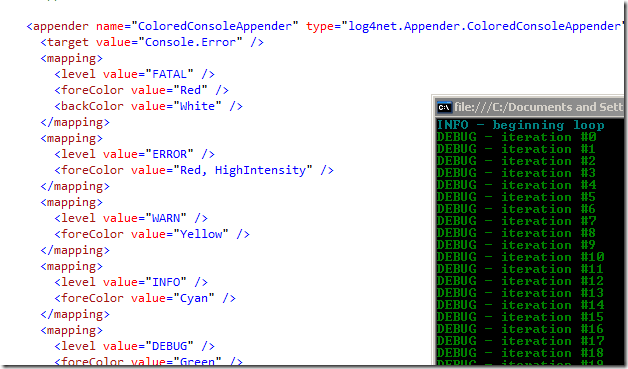 <appender name="ColoredConsoleAppender" type="log4net.Appender.ColoredConsoleAppender"
<target value="Console.Error" />
<mapping>
<level value="FATAL" />
<foreColor value="Red" />
<backColor value="White" />
</mapping>
<mapping>
<level value="ERROR" />
<foreColor value="Red, HighIntensity" />
</mapping>
<mapping>
<level value="WARN" />
<foreColor value="Yellow" />
</mapping>
<mapping>
<level value="INFO" />
<foreColor value="Cyan" />
</mapping>
<mapping>
<level value="DEBUG" />
<foreColor value="Green" />
file:///C:/Documents and Sett
INFO - beginning loop
DEBUG - iteration #0
DEBUG - iteration #1
DEBUG - iteration #2
DEBUG - iteration #3
DEBUG - iteration #4
DEBUG - iteration #5
DEBUG - iteration #6
DEBUG - iteration #7
DEBUG - iteration #8
DEBUG - iteration #9
DEBUG - iteration #10
DEBUG - iteration #11
DEBUG - iteration #12
DEBUG - iteration #13
DEBUG - iteration #14
DEBUG - iteration #15
DEBUG - iteration #16
DEBUG - iteration #17
DEBUG - iteration #18
DEBUG - iteration #19